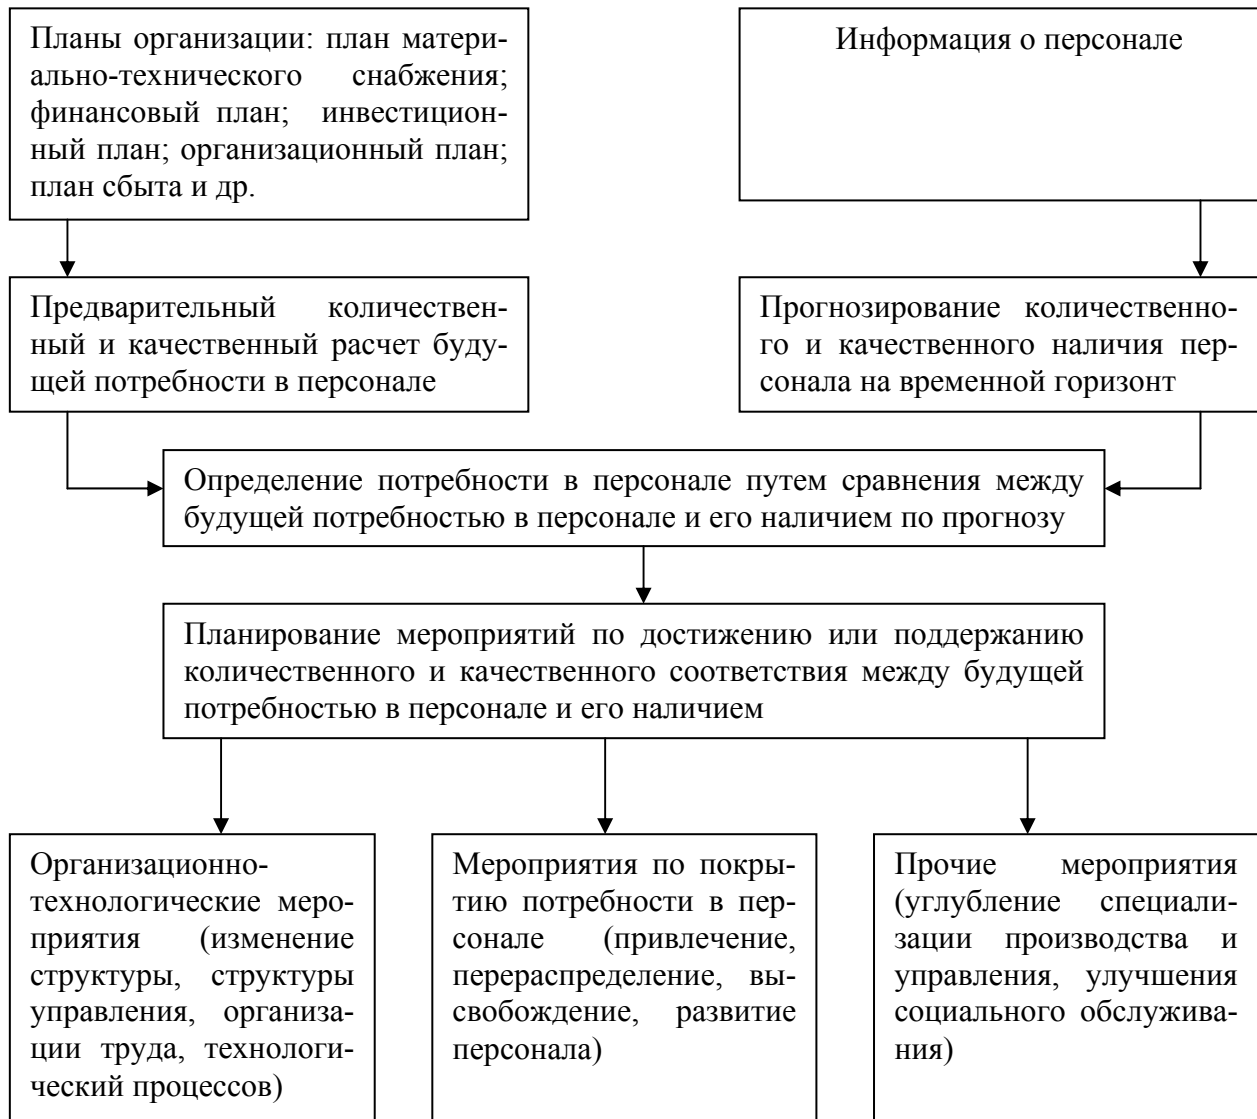 Планы организации: план матери-
ально-технического снабжения;
финансовый план; инвестицион-
ный план; организационный план;
план сбыта и др.
Информация о персонале
Предварительный количествен-
ный и качественный расчет буду-
щей потребности в персонале
Прогнозирование количественно-
го и качественного наличия пер-
сонала на временной горизонт
Определение потребности в персонале путем сравнения между
будущей потребностью в персонале и его наличием по прогнозу
Планирование мероприятий по достижению или поддержанию
количественного и качественного соответствия между будущей
потребностью в персонале и его наличием
Организационно-
технологические меро-
приятия (изменение
структуры, структуры
управления, организа-
ции труда, технологи-
ческий процессов)
Мероприятия по покры-
тию потребности в пер-
сонале (привлечение,
перераспределение, вы-
свобождение, развитие
персонала)
Прочие мероприятия
(углубление специали-
зации производства и
управления, улучшения
социального обслужива-
ния)